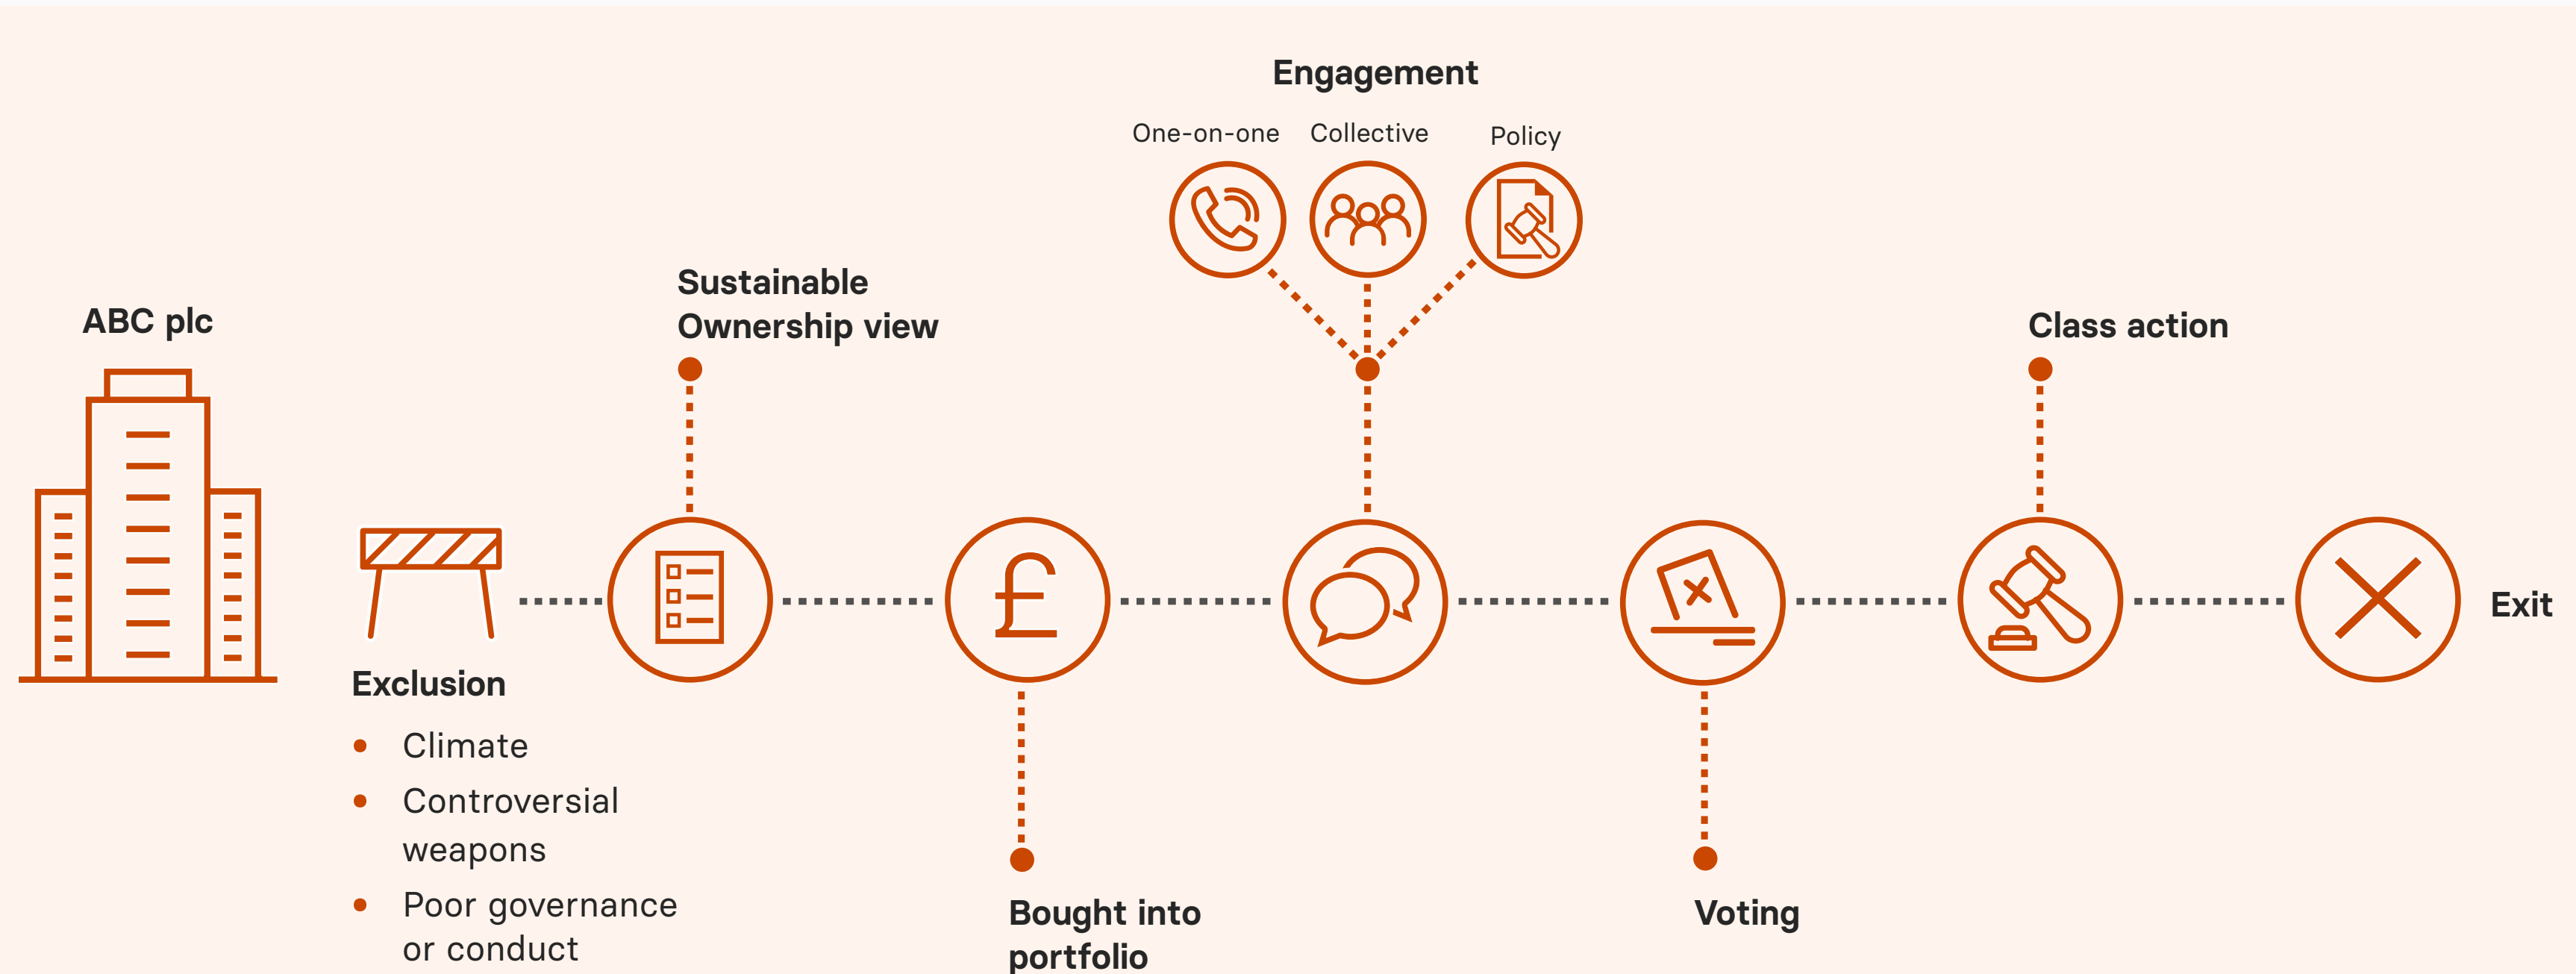 ABC plc
Exclusion
• Climate
• Controversial
weapons
• Poor governance
or conduct
Sustainable
Ownership view
£
Bought into
portfolio
Engagement
One-on-one
Collective
Policy
Voting
Class action
Exit